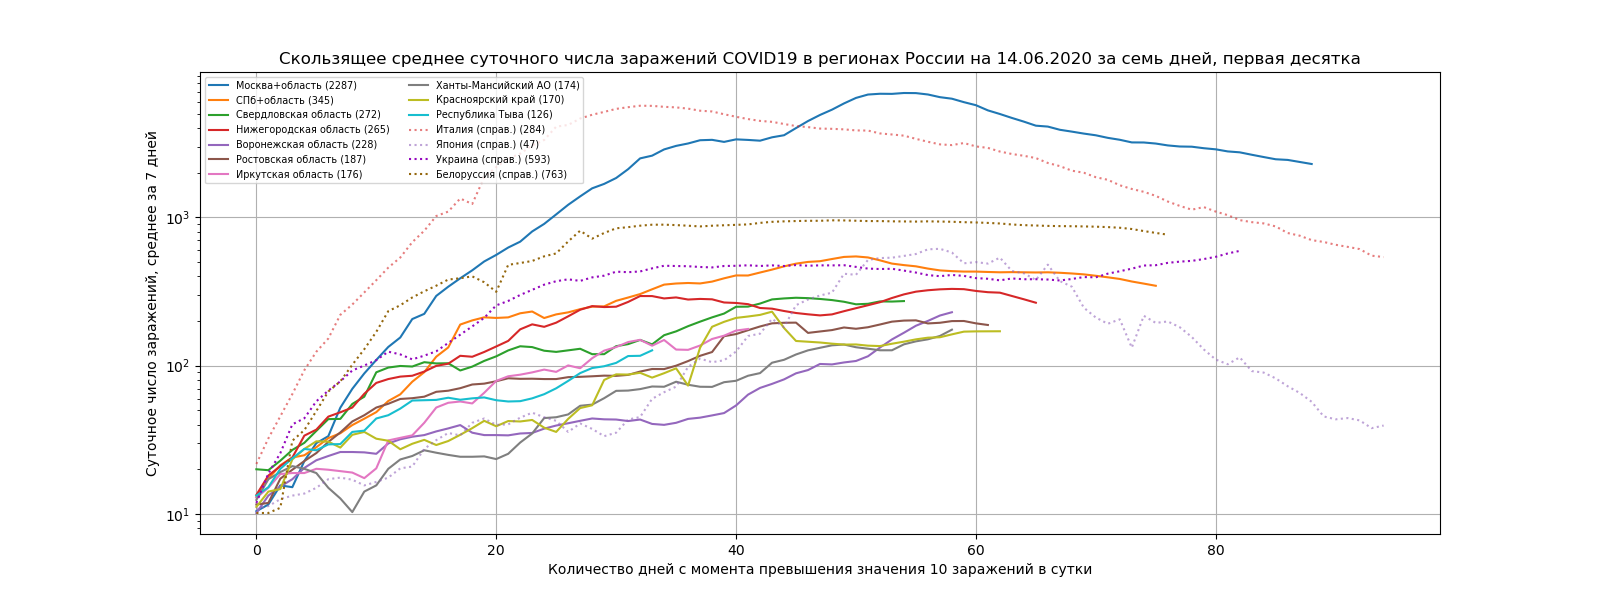 Скользящее среднее суточного числа заражений COVID19 в регионах России на 14.06.2020 за семь дней, первая десятка
Москва+область (2287)
СПб+область (345)
Свердловская область (272)
Нижегородская область (265)
Воронежская область (228)
Ростовская область (187)
Иркутская область (176)
Ханты-Мансийский АО (174)
Красноярский край (170)
Республика Тыва (126)
Италия (справ.) (284)
Япония (справ.) (47)
Украина (справ.) (593)
Белоруссия (справ.) (763)
Суточное число заражений, среднее за 7 дней
10³
10²
10¹
0 20 40 60 80
Количество дней с момента превышения значения 10 заражений в сутки